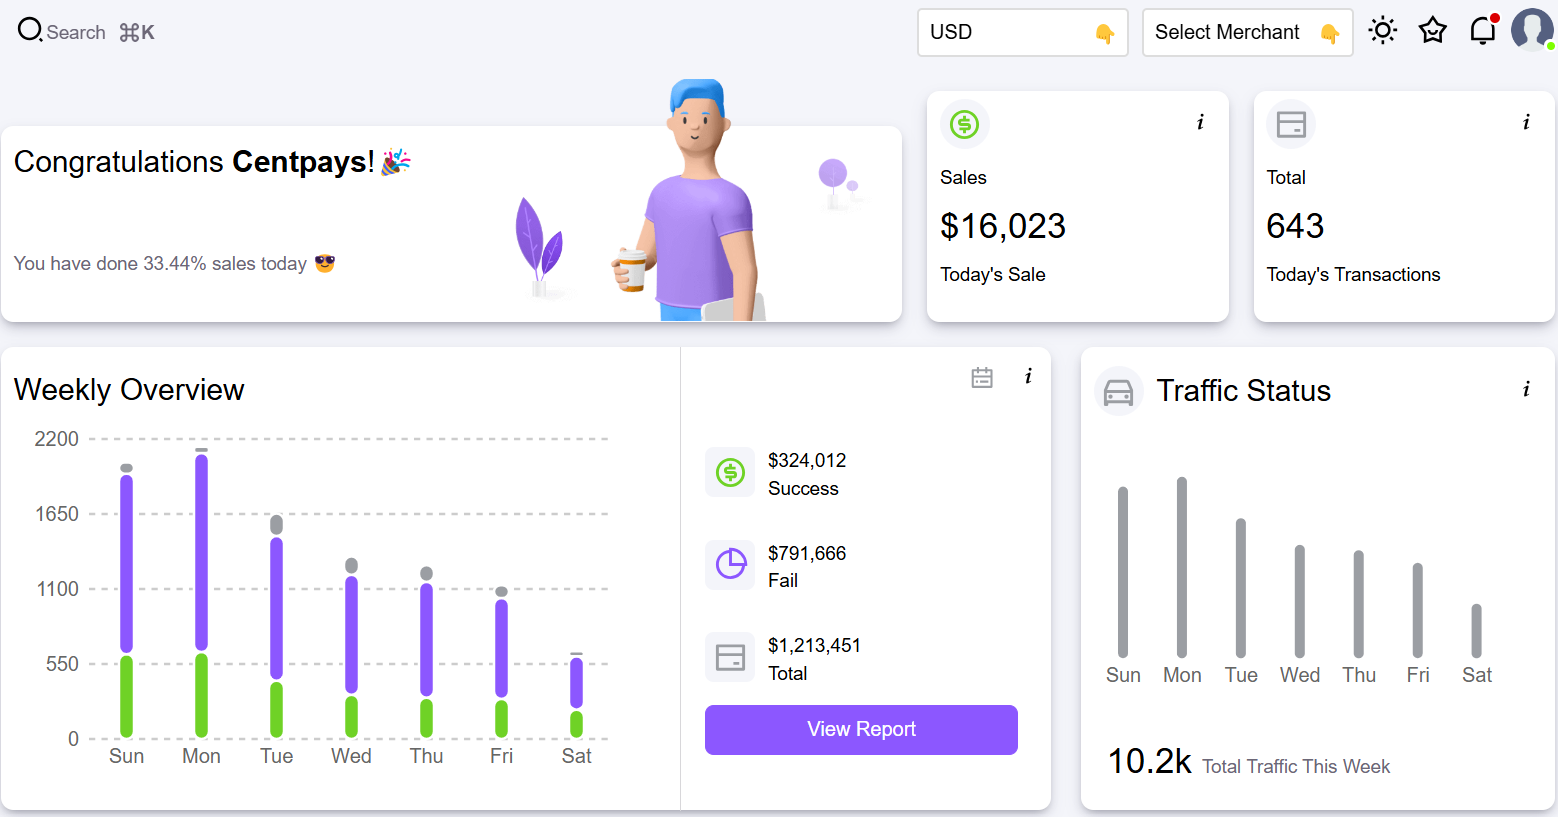 Search ⌘K
USD
Select Merchant
Congratulations Centpays!
You have done 33.44% sales today
Sales
$16,023
Today's Sale
Total
643
Today's Transactions
Weekly Overview
2200
1650
1100
550
0
Sun Mon Tue Wed Thu Fri Sat
$324,012
Success
$791,666
Fail
$1,213,451
Total
View Report
Traffic Status
Sun Mon Tue Wed Thu Fri Sat
10.2k Total Traffic This Week